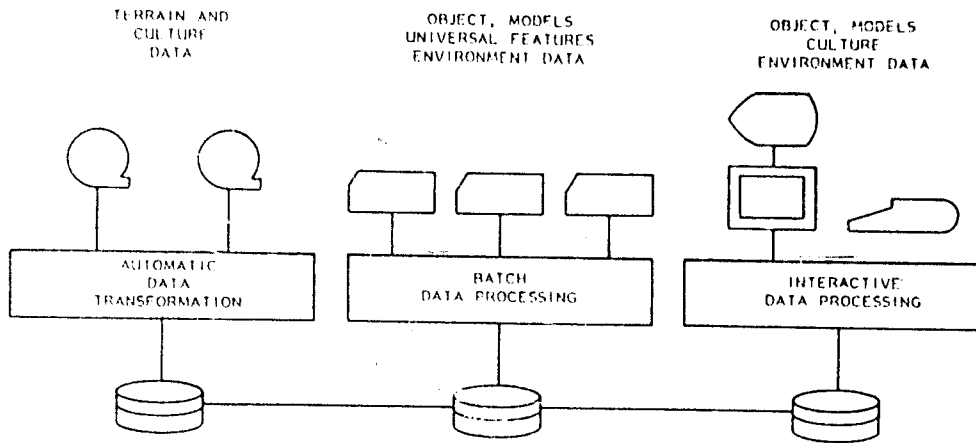 TERRAIN AND
CULTURE
DATA
OBJECT, MODELS
UNIVERSAL FEATURES
ENVIRONMENT DATA
OBJECT, MODELS
CULTURE
ENVIRONMENT DATA
AUTOMATIC
DATA
TRANSFORMATION
BATCH
DATA PROCESSING
INTERACTIVE
DATA PROCESSING